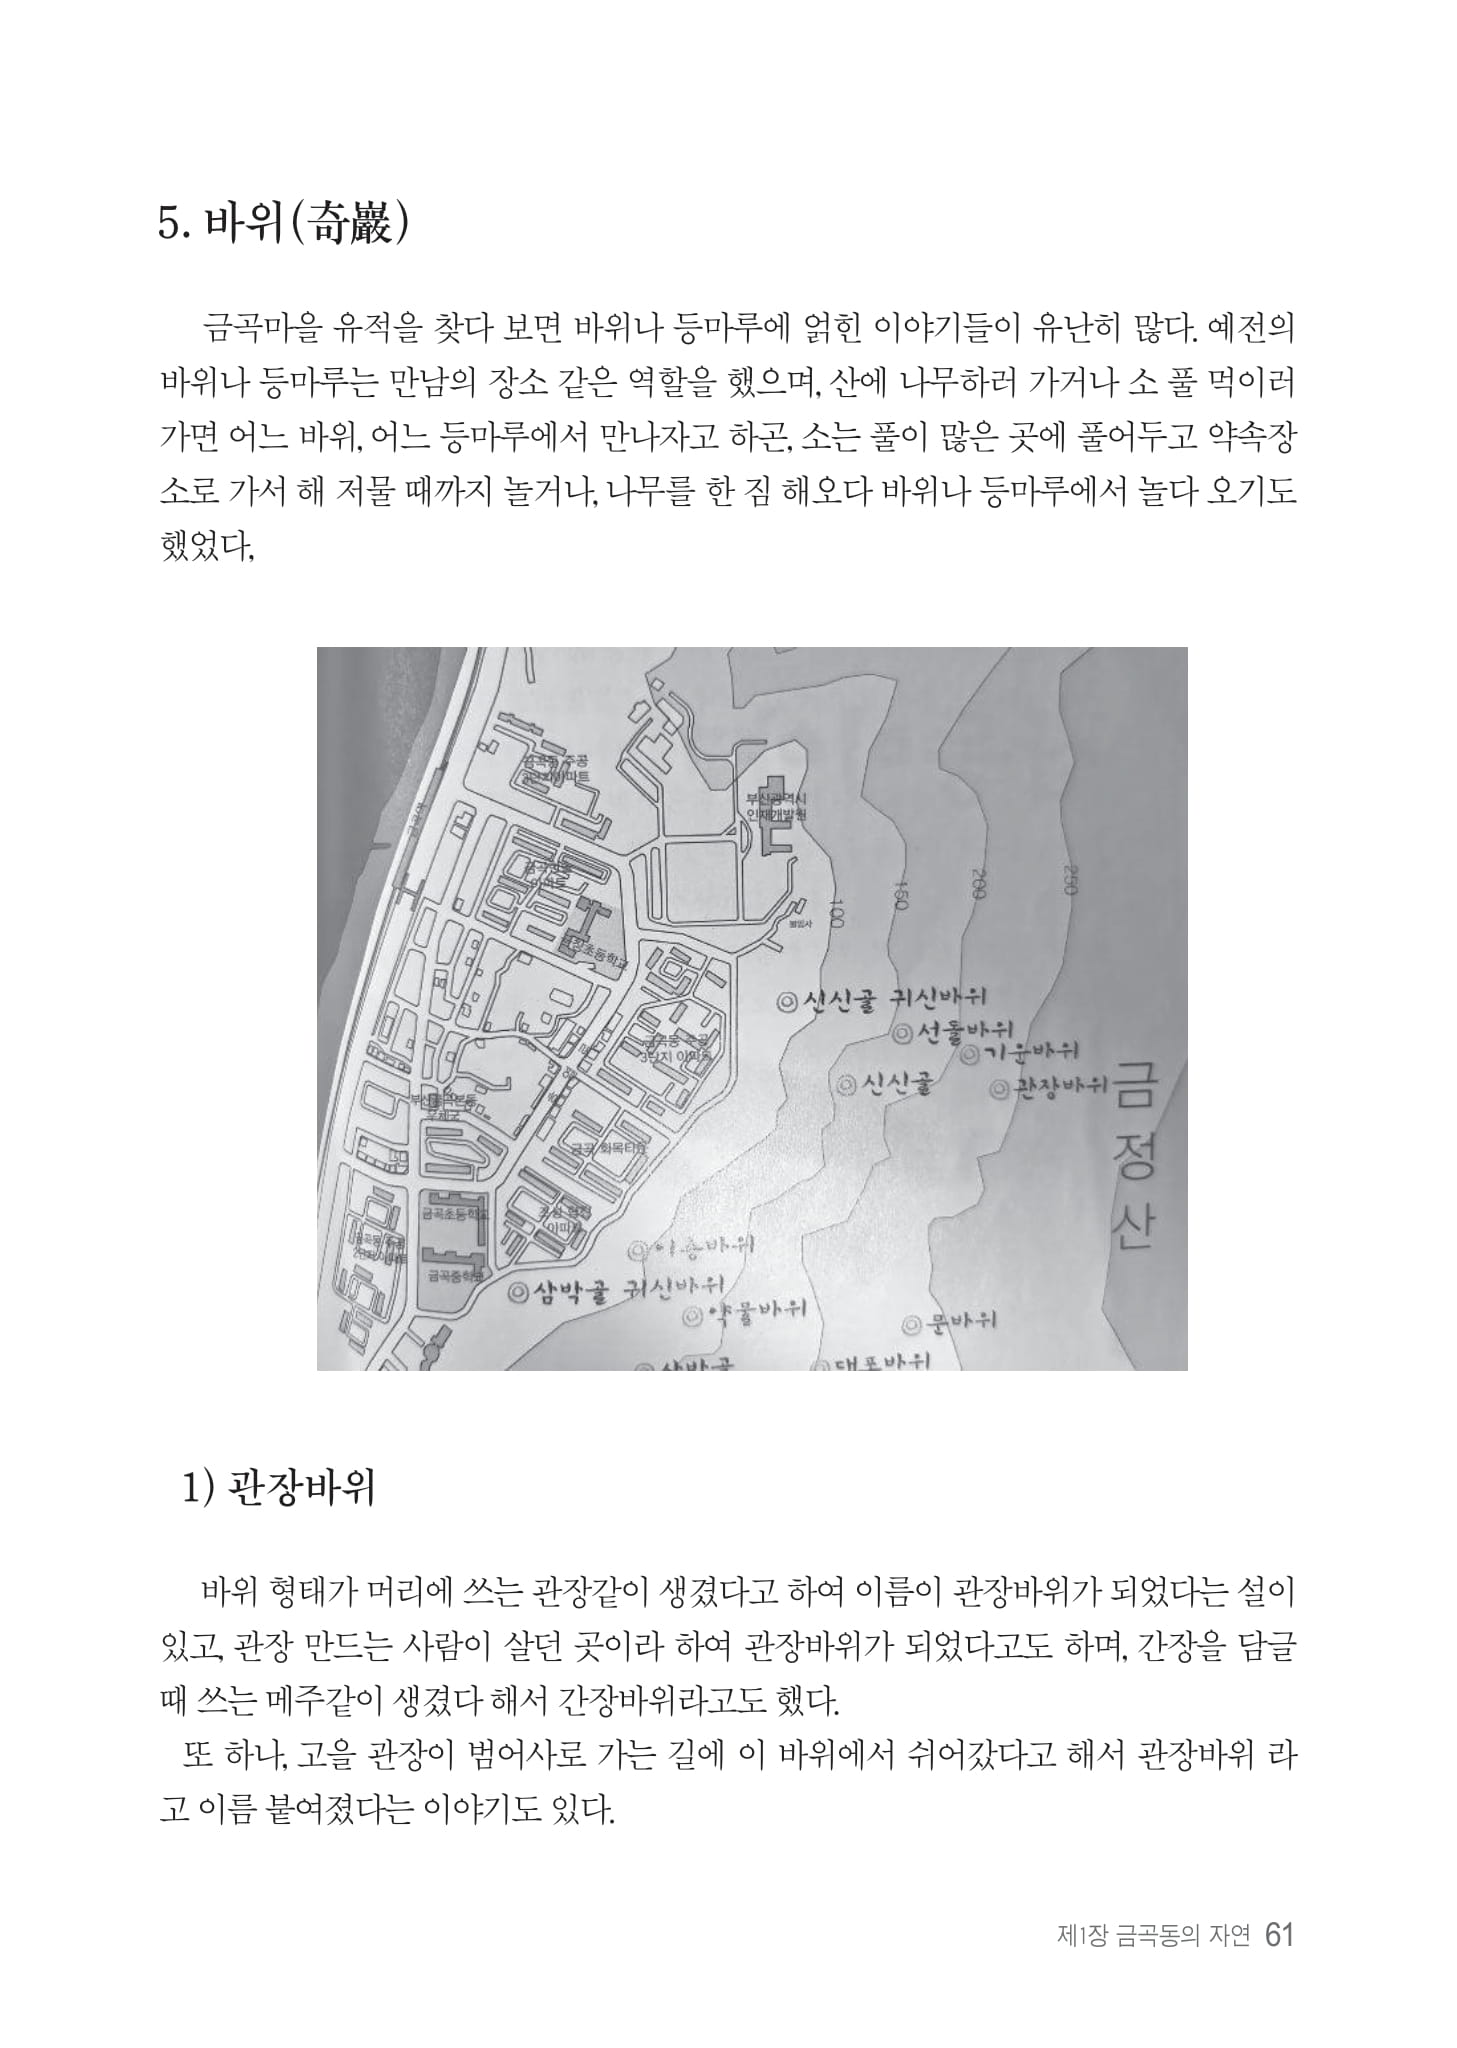 5. 바위(奇巖)
금곡마을 유적을 찾다 보면 바위나 등마루에 얽힌 이야기들이 유난히 많다. 예전의
바위나 등마루는 만남의 장소 같은 역할을 했으며, 산에 나무하러 가거나 소 풀 먹이러
가면 어느 바위, 어느 등마루에서 만나자고 하곤, 소는 풀이 많은 곳에 풀어두고 약속장
소로 가서 해 저물 때까지 놀거나, 나무를 한 짐 해오다 바위나 등마루에서 놀다 오기도
했었다,
금곡동 주공
부산광역시
인재개발원
아파트
100
150
200
250
금정초등학교
신신골 귀신바위
선돌바위
기운바위
금곡동 주공
3단지 아파트
신신골
관장바위
금정산
금곡초등학교
아파트
금곡중학교
이층바위
삼박골 귀신바위
약물바위
문바위
삼박골
대포바위
1) 관장바위
바위 형태가 머리에 쓰는 관장같이 생겼다고 하여 이름이 관장바위가 되었다는 설이
있고, 관장 만드는 사람이 살던 곳이라 하여 관장바위가 되었다고도 하며, 간장을 담글
때 쓰는 메주같이 생겼다 해서 간장바위라고도 했다.
또 하나, 고을 관장이 범어사로 가는 길에 이 바위에서 쉬어갔다고 해서 관장바위 라
고 이름 붙여졌다는 이야기도 있다.
제1장 금곡동의 자연 61